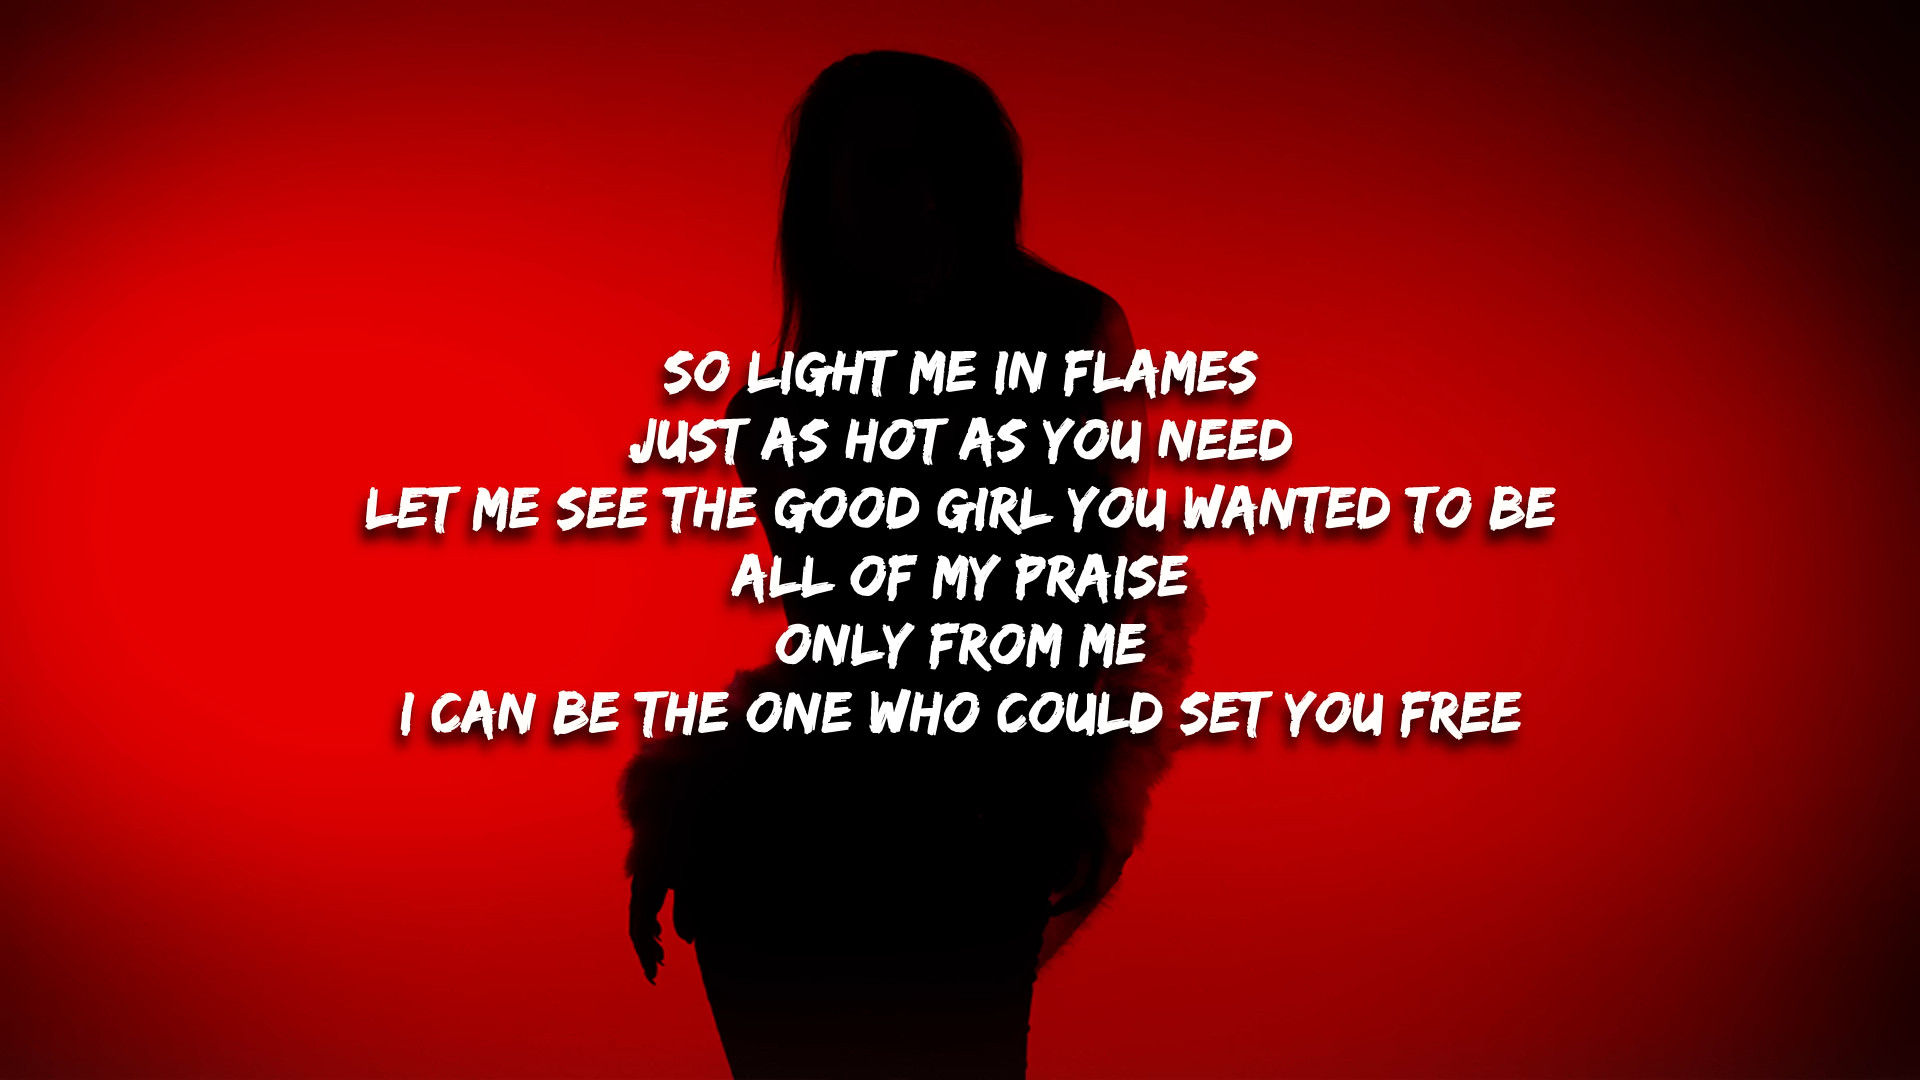 SO LIGHT ME IN FLAMES
JUST AS HOT AS YOU NEED
LET ME SEE THE GOOD GIRL YOU WANTED TO BE
ALL OF MY PRAISE
ONLY FROM ME
I CAN BE THE ONE WHO COULD SET YOU FREE